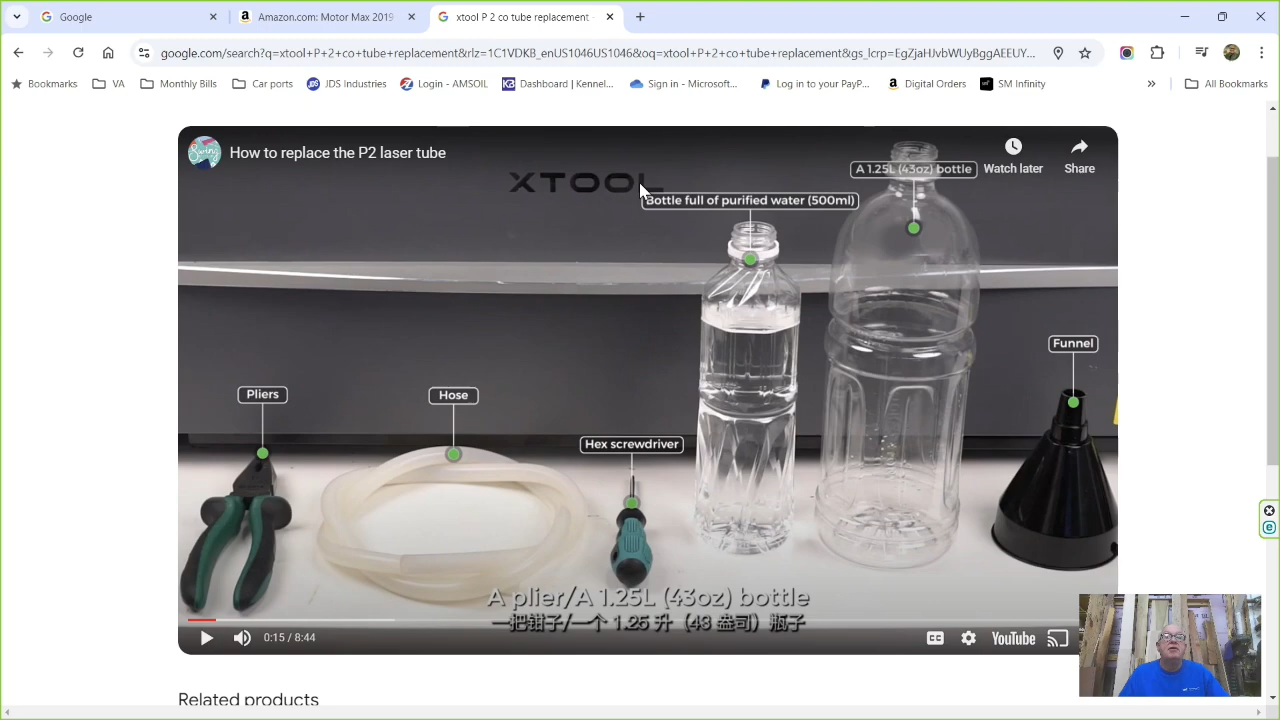 Google
Amazon.com: Motor Max 2019
xtool P 2 co tube replacement -
google.com/search?q=xtool+P+2+co+tube+replacement&rlz=1C1VDKB_enUS1046US1046&oq=xtool+P+2+co+tube+replacement&gs_lcrp=EgZjaHJvbWUyBggAEEUY...
Bookmarks
VA
Monthly Bills
Car ports
JDS Industries
Login - AMSOIL
Dashboard | Kennel...
Sign in - Microsoft...
Log in to your PayP...
Digital Orders
SM Infinity
All Bookmarks
How to replace the P2 laser tube
Watch later
Share
XTOOL
A 1.25L (43oz) bottle
Bottle full of purified water (500ml)
Funnel
Pliers
Hose
Hex screwdriver
A plier/A 1.25L (43oz) bottle
一把钳子/一个 1.25 升（43 盎司）瓶子
0:15 / 8:44
CC
YouTube
Related products